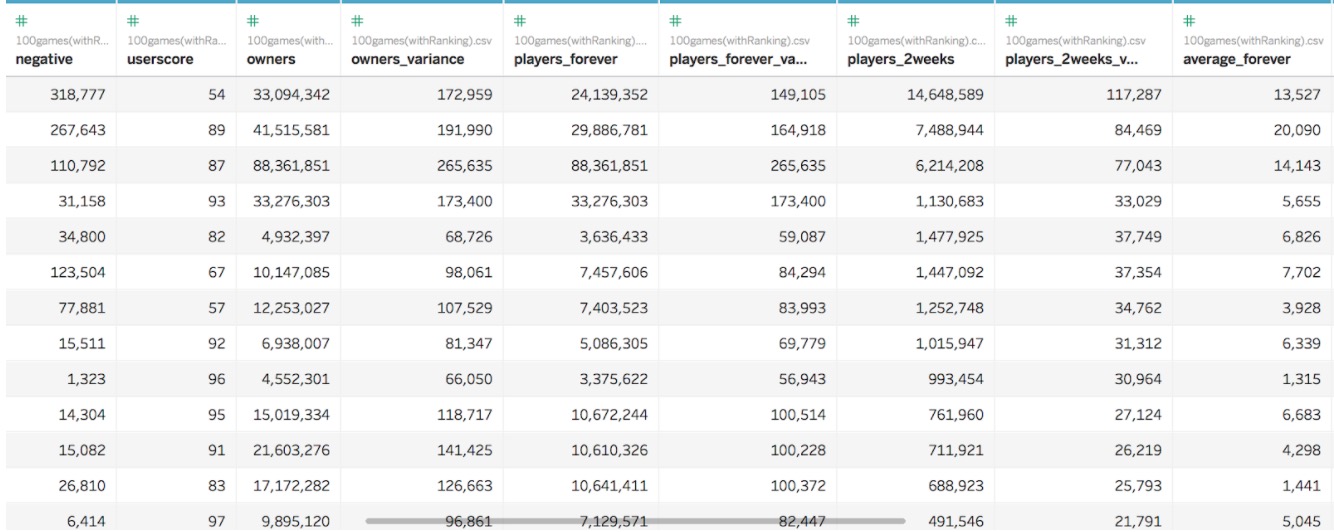 # # # # # # # # #
100games(withR... 100games(withRa... 100games(with... 100games(withRanking).csv 100games(withRanking).... 100games(withRanking).csv 100games(withRanking).c... 100games(withRanking).csv 100games(withRanking).csv
negative userscore owners owners_variance players_forever players_forever_va... players_2weeks players_2weeks_v... average_forever
318,777 54 33,094,342 172,959 24,139,352 149,105 14,648,589 117,287 13,527
267,643 89 41,515,581 191,990 29,886,781 164,918 7,488,944 84,469 20,090
110,792 87 88,361,851 265,635 88,361,851 265,635 6,214,208 77,043 14,143
31,158 93 33,276,303 173,400 33,276,303 173,400 1,130,683 33,029 5,655
34,800 82 4,932,397 68,726 3,636,433 59,087 1,477,925 37,749 6,826
123,504 67 10,147,085 98,061 7,457,606 84,294 1,447,092 37,354 7,702
77,881 57 12,253,027 107,529 7,403,523 83,993 1,252,748 34,762 3,928
15,511 92 6,938,007 81,347 5,086,305 69,779 1,015,947 31,312 6,339
1,323 96 4,552,301 66,050 3,375,622 56,943 993,454 30,964 1,315
14,304 95 15,019,334 118,717 10,672,244 100,514 761,960 27,124 6,683
15,082 91 21,603,276 141,425 10,610,326 100,228 711,921 26,219 4,298
26,810 83 17,172,282 126,663 10,641,411 100,372 688,923 25,793 1,441
6,414 97 9,895,120 96,861 7,129,571 82,447 491,546 21,791 5,045